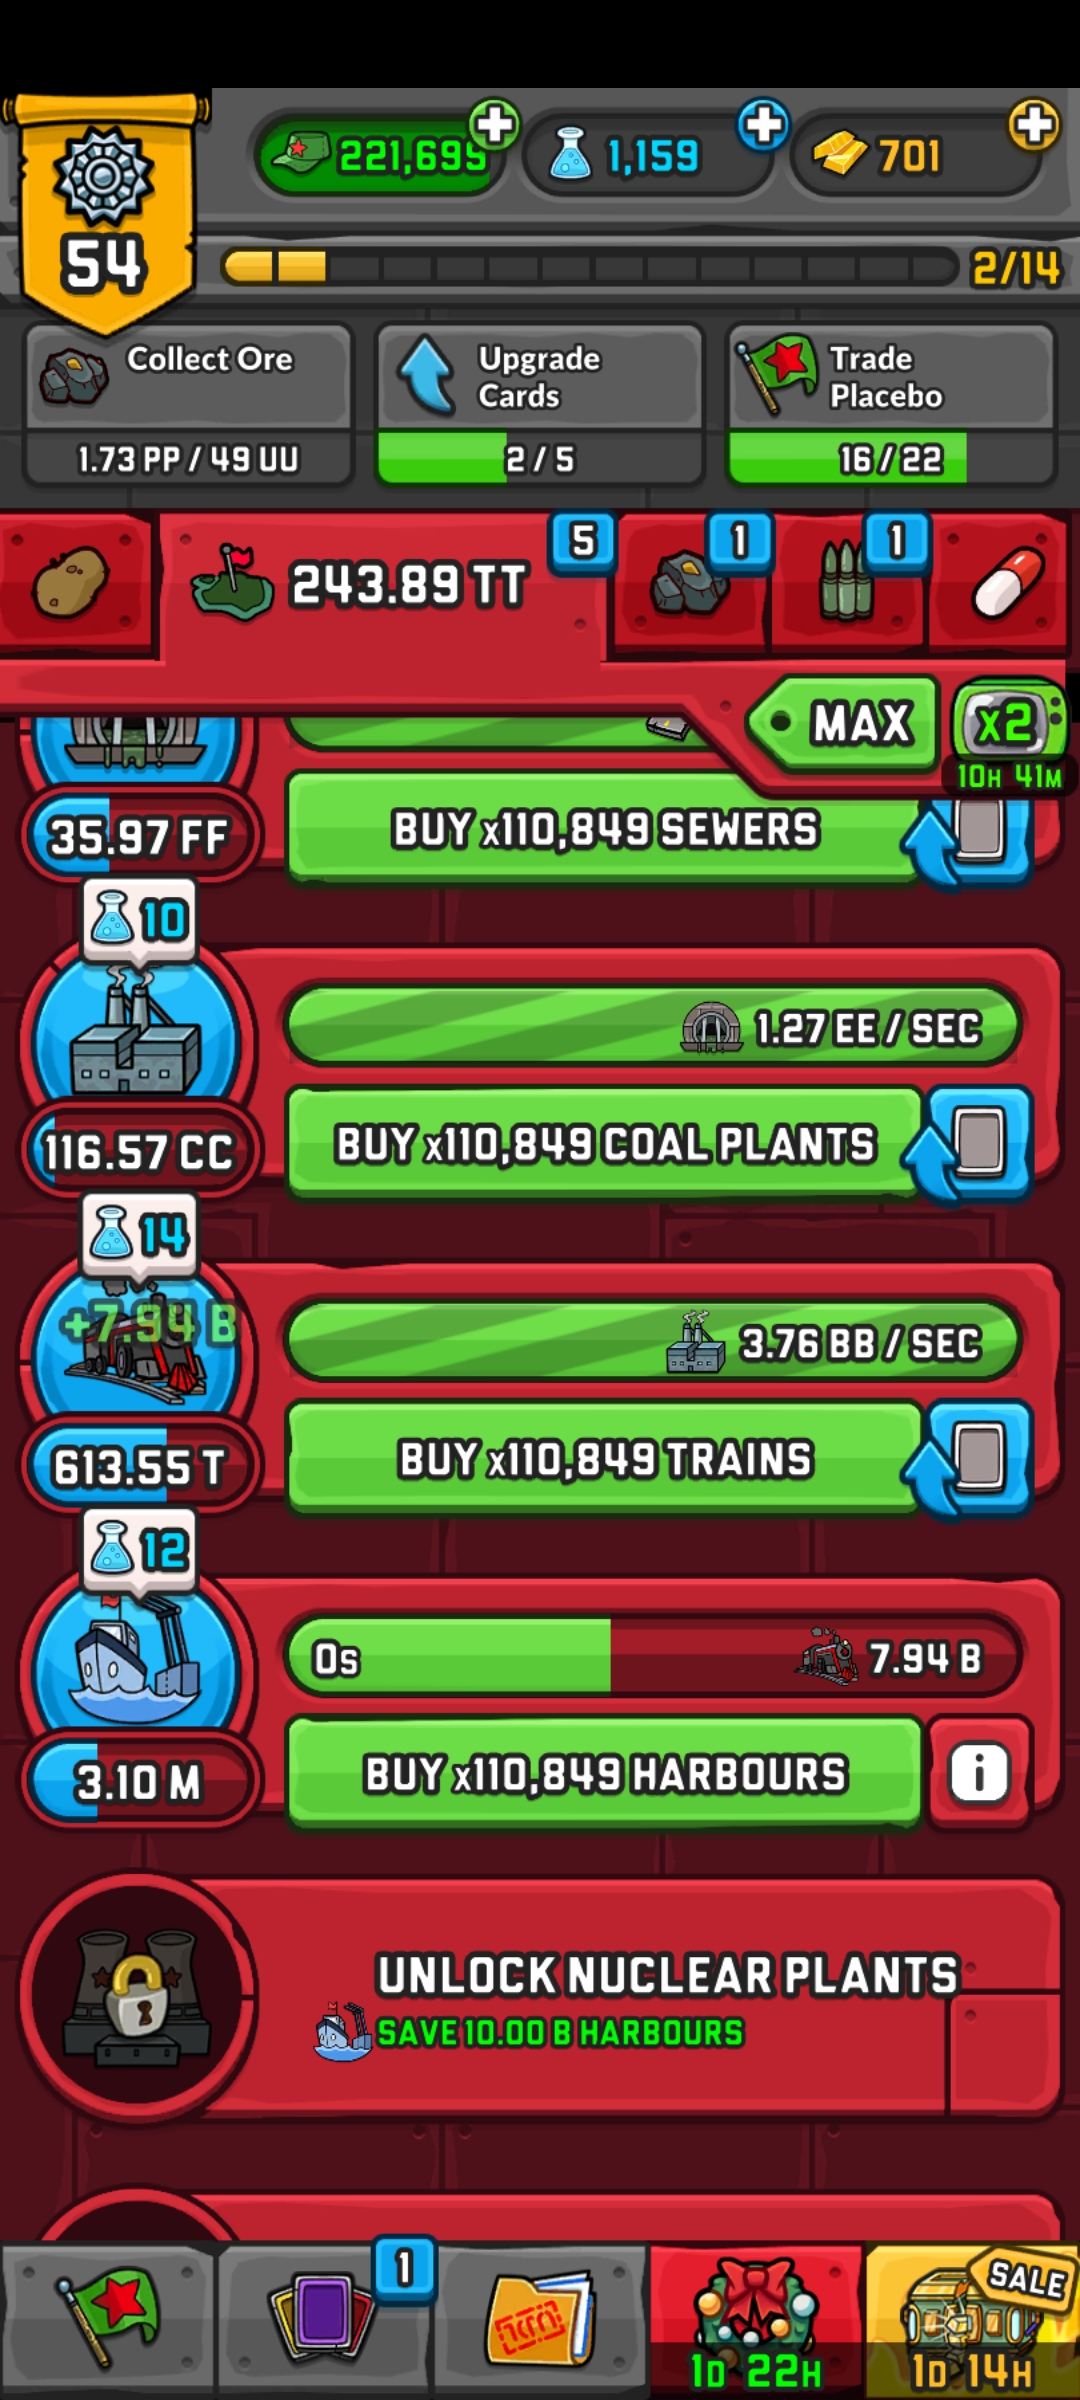 54
221,699
1,159
701
2/14
Collect Ore
1.73 PP / 49 UU
Upgrade
Cards
2 / 5
Trade
Placebo
16 / 22
243.89 TT
5
1
1
MAX
x2
10H 41M
35.97 FF
BUY x110,849 SEWERS
10
1.27 EE / SEC
116.57 CC
BUY x110,849 COAL PLANTS
14
+7.94 B
3.76 BB / SEC
613.55 T
BUY x110,849 TRAINS
12
0s
7.94 B
3.10 M
BUY x110,849 HARBOURS
i
UNLOCK NUCLEAR PLANTS
SAVE 10.00 B HARBOURS
1
1D 22H
SALE
1D 14H